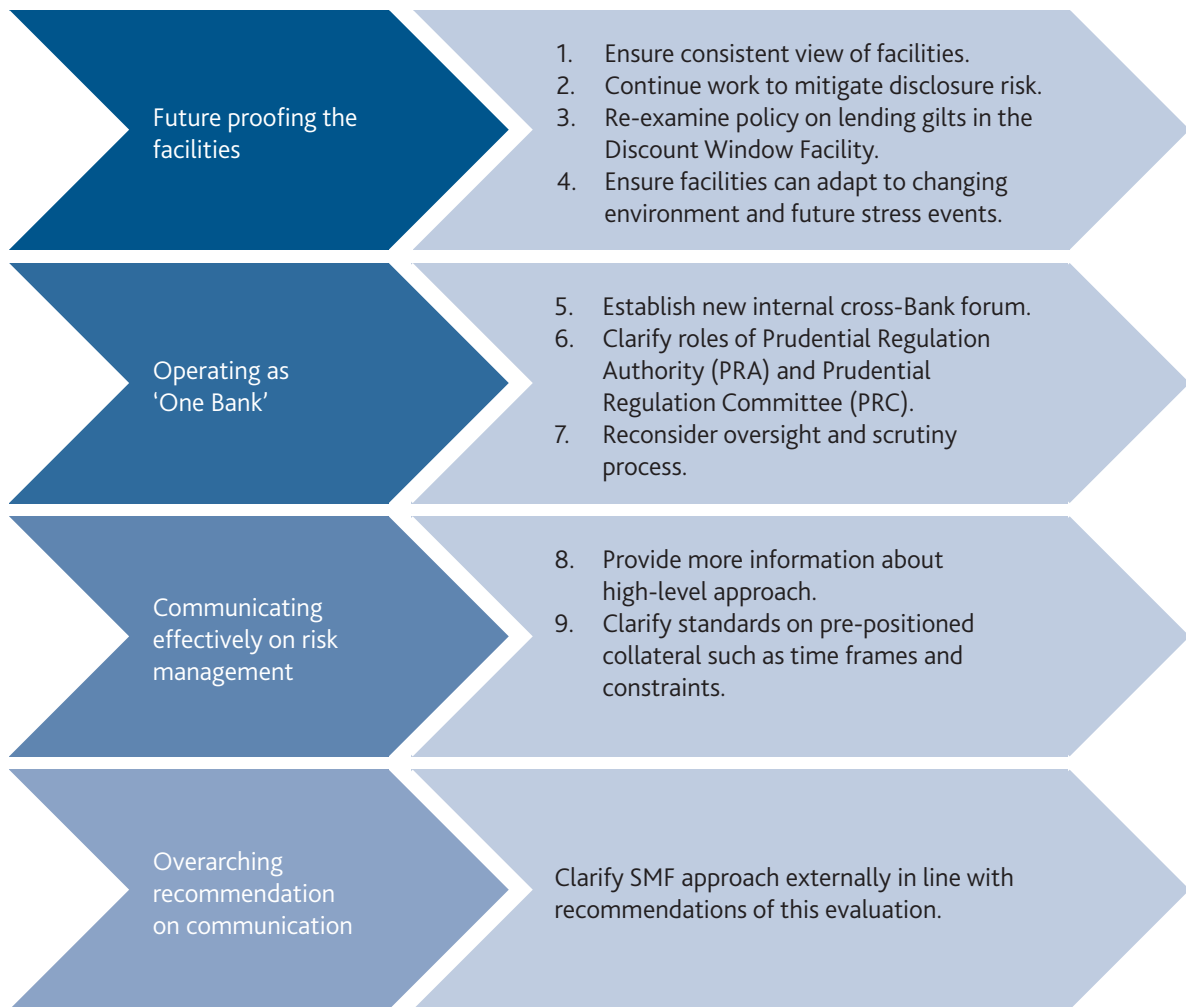 Future proofing the
facilities
1. Ensure consistent view of facilities.
2. Continue work to mitigate disclosure risk.
3. Re-examine policy on lending gilts in the
Discount Window Facility.
4. Ensure facilities can adapt to changing
environment and future stress events.
Operating as
‘One Bank’
5. Establish new internal cross-Bank forum.
6. Clarify roles of Prudential Regulation
Authority (PRA) and Prudential
Regulation Committee (PRC).
7. Reconsider oversight and scrutiny
process.
Communicating
effectively on risk
management
8. Provide more information about
high-level approach.
9. Clarify standards on pre-positioned
collateral such as time frames and
constraints.
Overarching
recommendation
on communication
Clarify SMF approach externally in line with
recommendations of this evaluation.